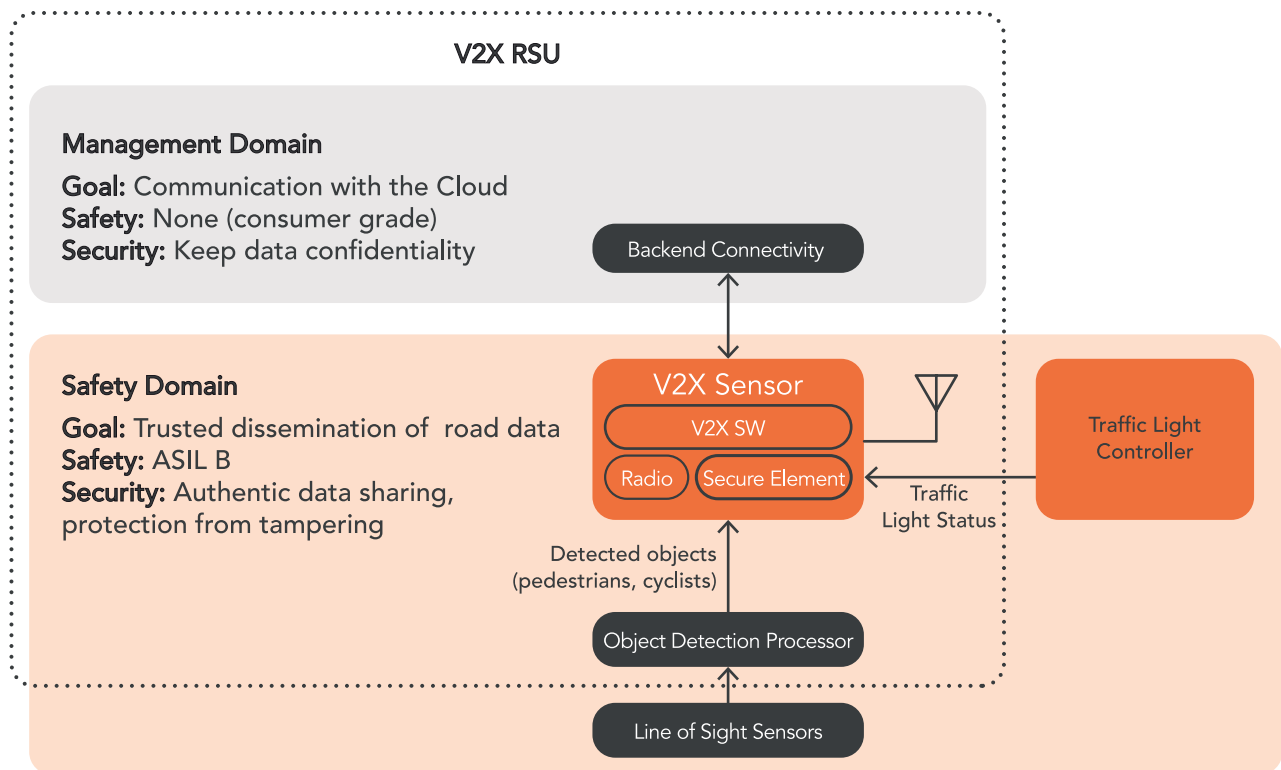 V2X RSU
Management Domain
Goal: Communication with the Cloud
Safety: None (consumer grade)
Security: Keep data confidentiality
Backend Connectivity
Safety Domain
Goal: Trusted dissemination of road data
Safety: ASIL B
Security: Authentic data sharing,
protection from tampering
V2X Sensor
V2X SW
Radio
Secure Element
Traffic Light
Controller
Traffic
Light Status
Detected objects
(pedestrians, cyclists)
Object Detection Processor
Line of Sight Sensors